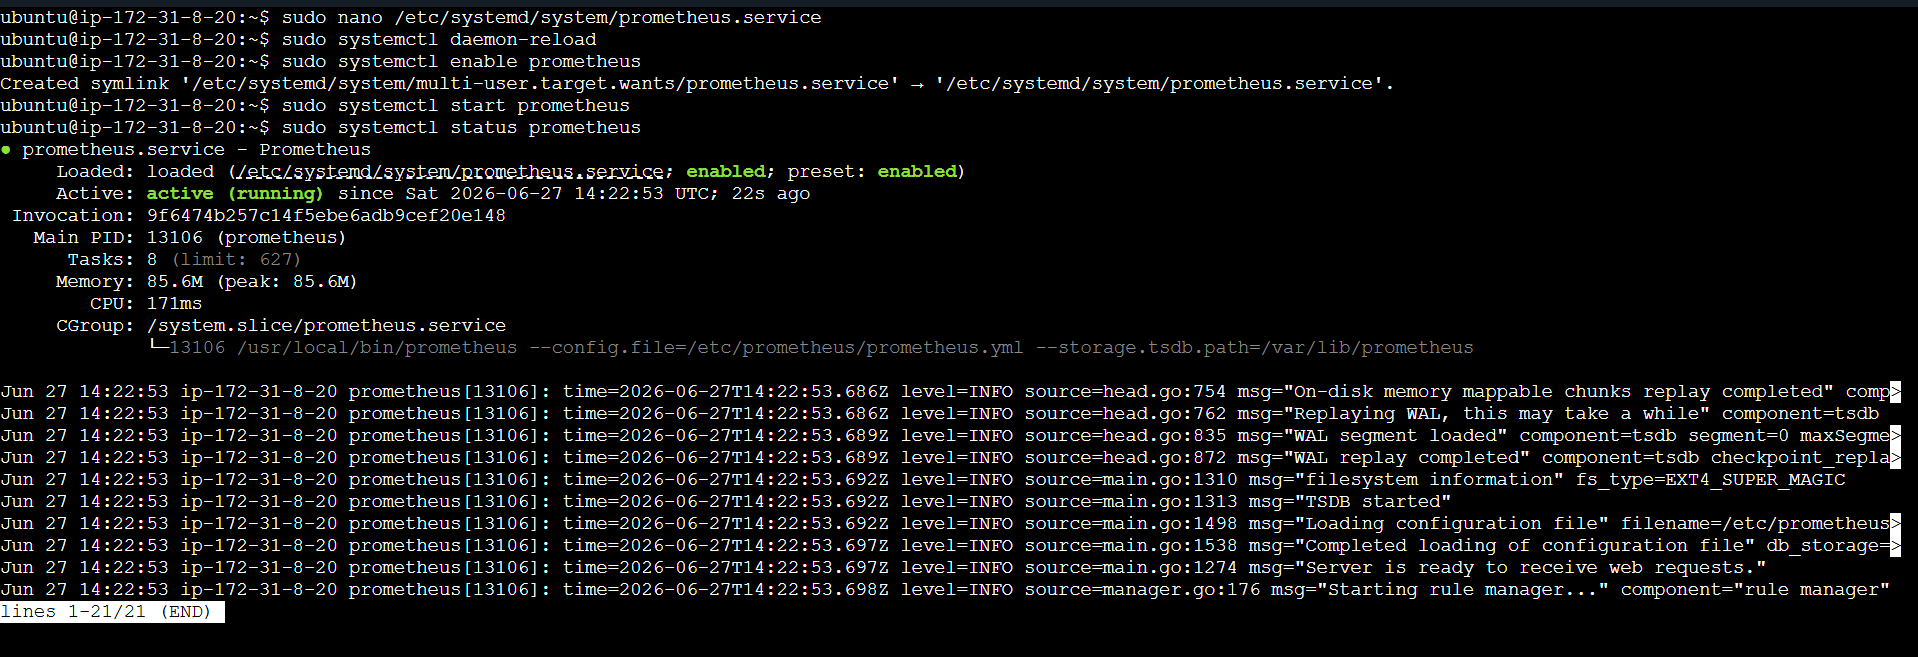 ubuntu@ip-172-31-8-20:~$ sudo nano /etc/systemd/system/prometheus.service
ubuntu@ip-172-31-8-20:~$ sudo systemctl daemon-reload
ubuntu@ip-172-31-8-20:~$ sudo systemctl enable prometheus
Created symlink '/etc/systemd/system/multi-user.target.wants/prometheus.service' → '/etc/systemd/system/prometheus.service'.
ubuntu@ip-172-31-8-20:~$ sudo systemctl start prometheus
ubuntu@ip-172-31-8-20:~$ sudo systemctl status prometheus
● prometheus.service - Prometheus
     Loaded: loaded (/etc/systemd/system/prometheus.service; enabled; preset: enabled)
     Active: active (running) since Sat 2026-06-27 14:22:53 UTC; 22s ago
 Invocation: 9f6474b257c14f5ebe6adb9cef20e148
   Main PID: 13106 (prometheus)
      Tasks: 8 (limit: 627)
     Memory: 85.6M (peak: 85.6M)
        CPU: 171ms
     CGroup: /system.slice/prometheus.service
             └─13106 /usr/local/bin/prometheus --config.file=/etc/prometheus/prometheus.yml --storage.tsdb.path=/var/lib/prometheus
Jun 27 14:22:53 ip-172-31-8-20 prometheus[13106]: time=2026-06-27T14:22:53.686Z level=INFO source=head.go:754 msg="On-disk memory mappable chunks replay completed" comp>
Jun 27 14:22:53 ip-172-31-8-20 prometheus[13106]: time=2026-06-27T14:22:53.686Z level=INFO source=head.go:762 msg="Replaying WAL, this may take a while" component=tsdb
Jun 27 14:22:53 ip-172-31-8-20 prometheus[13106]: time=2026-06-27T14:22:53.689Z level=INFO source=head.go:835 msg="WAL segment loaded" component=tsdb segment=0 maxSegme>
Jun 27 14:22:53 ip-172-31-8-20 prometheus[13106]: time=2026-06-27T14:22:53.689Z level=INFO source=head.go:872 msg="WAL replay completed" component=tsdb checkpoint_repla>
Jun 27 14:22:53 ip-172-31-8-20 prometheus[13106]: time=2026-06-27T14:22:53.692Z level=INFO source=main.go:1310 msg="filesystem information" fs_type=EXT4_SUPER_MAGIC
Jun 27 14:22:53 ip-172-31-8-20 prometheus[13106]: time=2026-06-27T14:22:53.692Z level=INFO source=main.go:1313 msg="TSDB started"
Jun 27 14:22:53 ip-172-31-8-20 prometheus[13106]: time=2026-06-27T14:22:53.692Z level=INFO source=main.go:1498 msg="Loading configuration file" filename=/etc/prometheus>
Jun 27 14:22:53 ip-172-31-8-20 prometheus[13106]: time=2026-06-27T14:22:53.697Z level=INFO source=main.go:1538 msg="Completed loading of configuration file" db_storage=>
Jun 27 14:22:53 ip-172-31-8-20 prometheus[13106]: time=2026-06-27T14:22:53.697Z level=INFO source=main.go:1274 msg="Server is ready to receive web requests."
Jun 27 14:22:53 ip-172-31-8-20 prometheus[13106]: time=2026-06-27T14:22:53.698Z level=INFO source=manager.go:176 msg="Starting rule manager..." component="rule manager"
lines 1-21/21 (END)